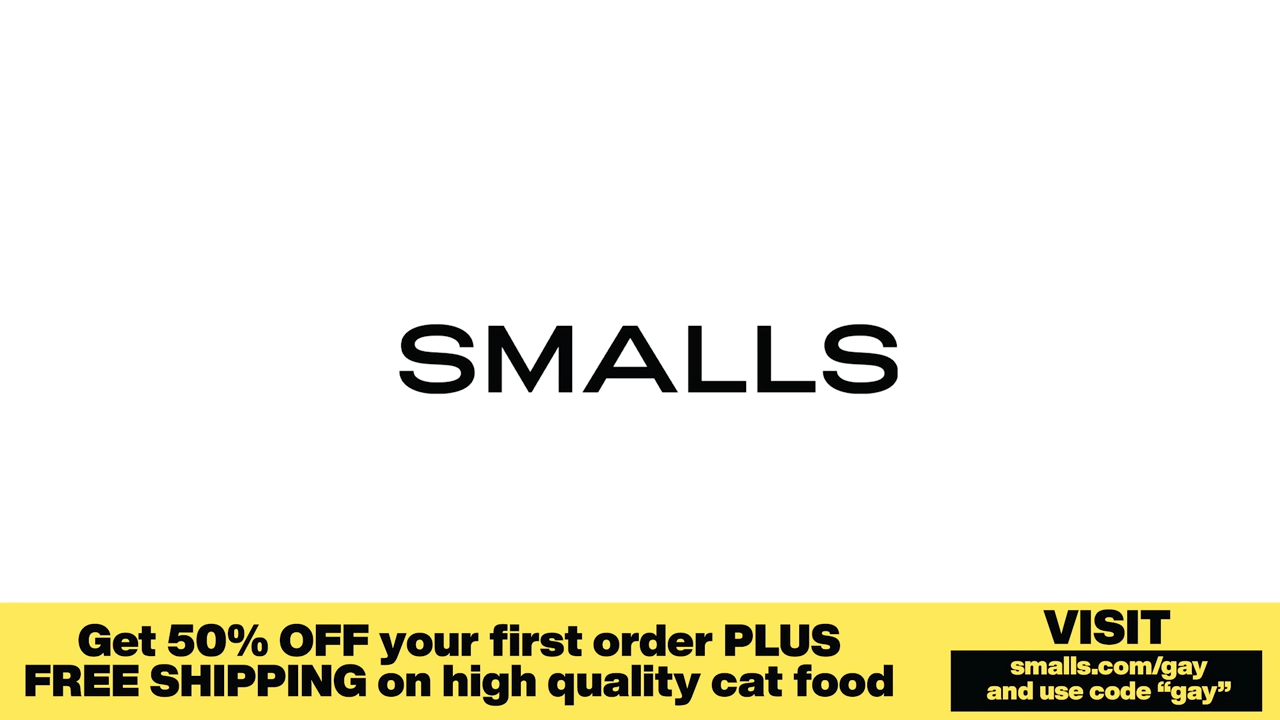 SMALLS
Get 50% OFF your first order PLUS
FREE SHIPPING on high quality cat food
VISIT
smalls.com/gay
and use code “gay”